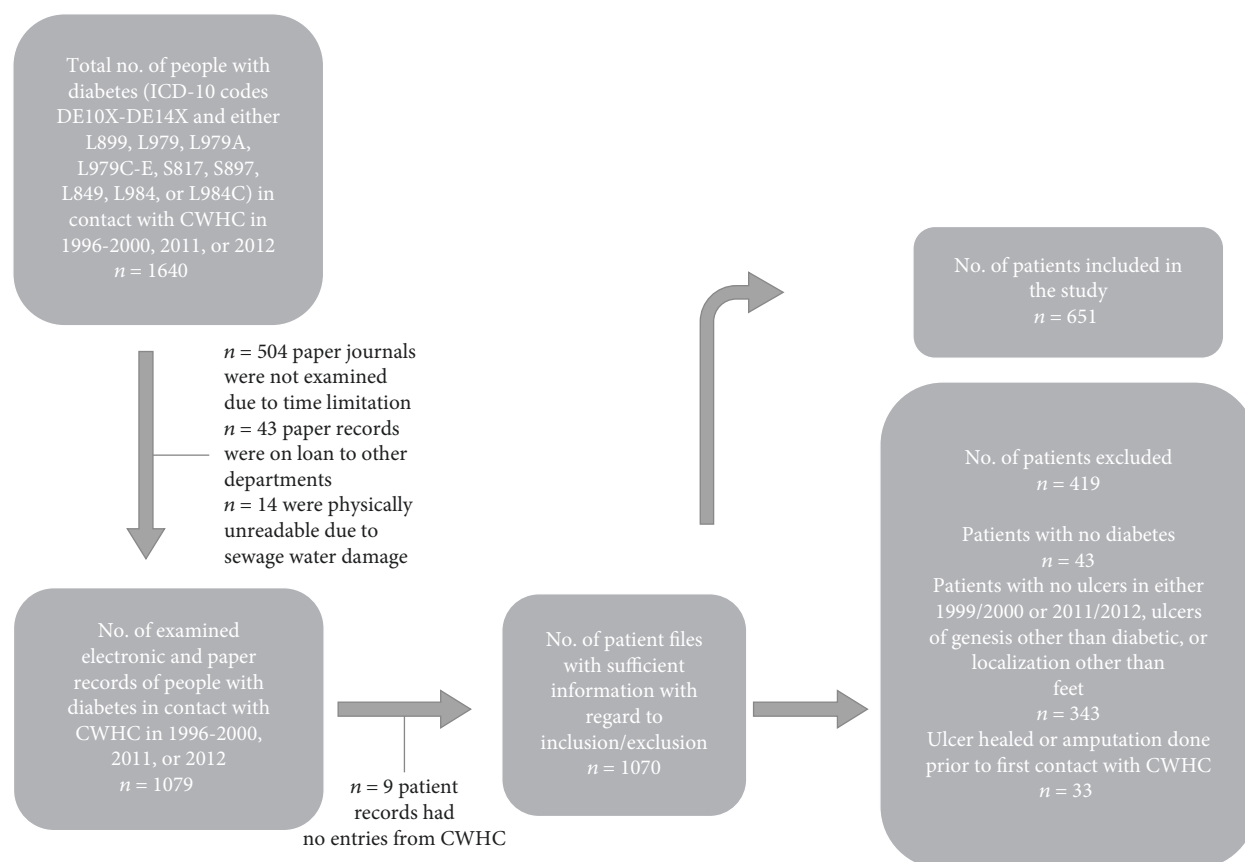 Total no. of people with
diabetes (ICD-10 codes
DE10X-DE14X and either
L899, L979, L979A,
L979C-E, S817, S897,
L849, L984, or L984C) in
contact with CWHC in
1996-2000, 2011, or 2012
n = 1640
n = 504 paper journals
were not examined
due to time limitation
n = 43 paper records
were on loan to other
departments
n = 14 were physically
unreadable due to
sewage water damage
No. of examined
electronic and paper
records of people with
diabetes in contact with
CWHC in 1996-2000,
2011, or 2012
n = 1079
n = 9 patient
records had
no entries from CWHC
No. of patient files
with sufficient
information with
regard to
inclusion/exclusion
n = 1070
No. of patients included in
the study
n = 651
No. of patients excluded
n = 419
Patients with no diabetes
n = 43
Patients with no ulcers in either
1999/2000 or 2011/2012, ulcers
of genesis other than diabetic, or
localization other than
feet
n = 343
Ulcer healed or amputation done
prior to first contact with CWHC
n = 33